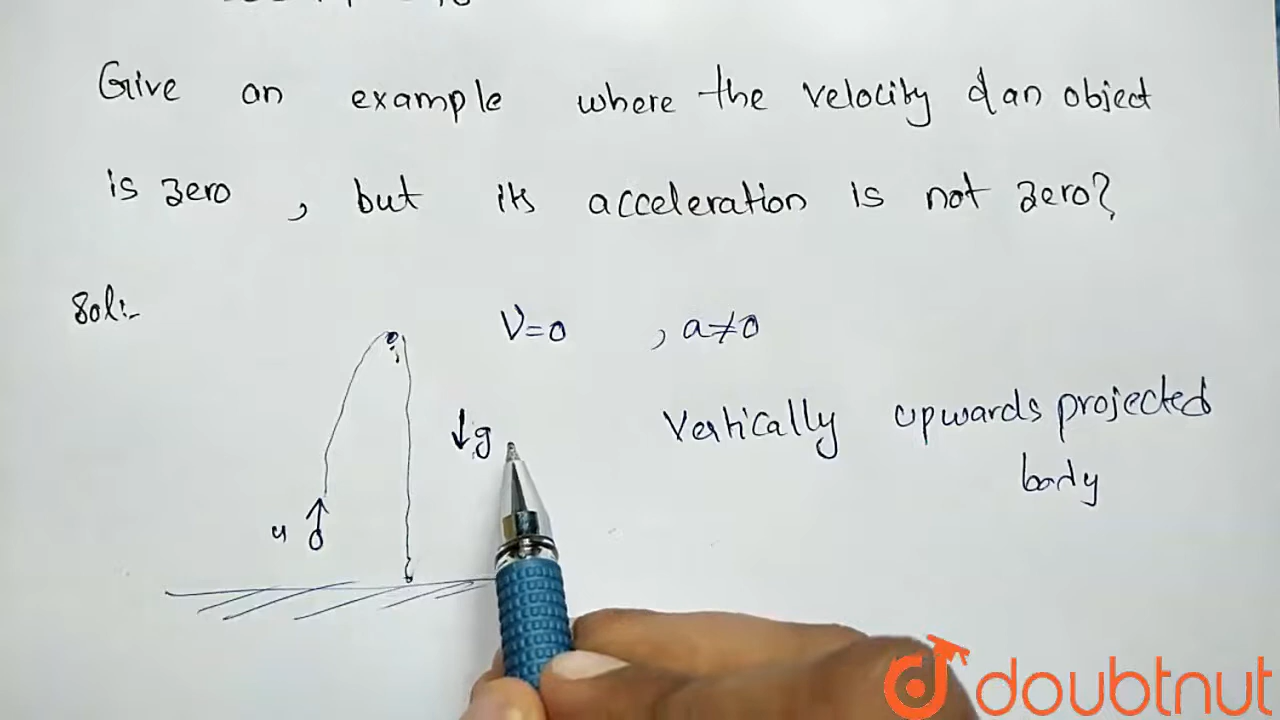 Give an example where the velocity of an object
is zero, but its acceleration is not zero?
Sol:-
V=0 , a≠0
↓g
Vertically upwards projected
body
u
doubtnut